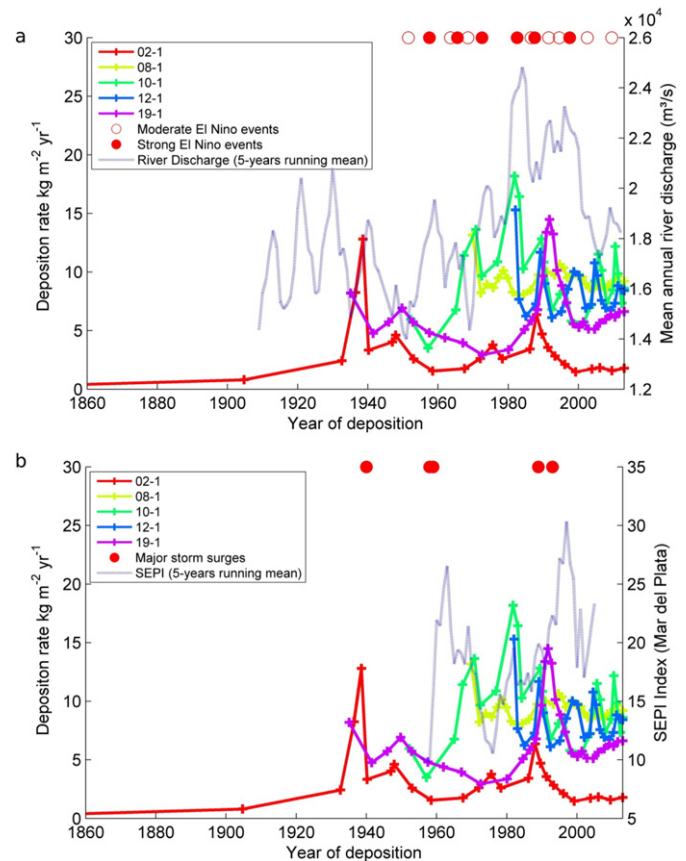 a
x 10⁴
30
25
20
15
10
5
0
Depositon rate kg m⁻² yr⁻¹
02-1
08-1
10-1
12-1
19-1
Moderate El Nino events
Strong El Nino events
River Discharge (5-years running mean)
2.6
2.4
2.2
2.0
1.8
1.6
1.4
1.2
Mean annual river discharge (m³/s)
1860 1880 1900 1920 1940 1960 1980 2000
Year of deposition
b
30
25
20
15
10
5
0
Depositon rate kg m⁻² yr⁻¹
02-1
08-1
10-1
12-1
19-1
Major storm surges
SEPI (5-years running mean)
35
30
25
20
15
10
5
SEPI Index (Mar del Plata)
1860 1880 1900 1920 1940 1960 1980 2000
Year of deposition